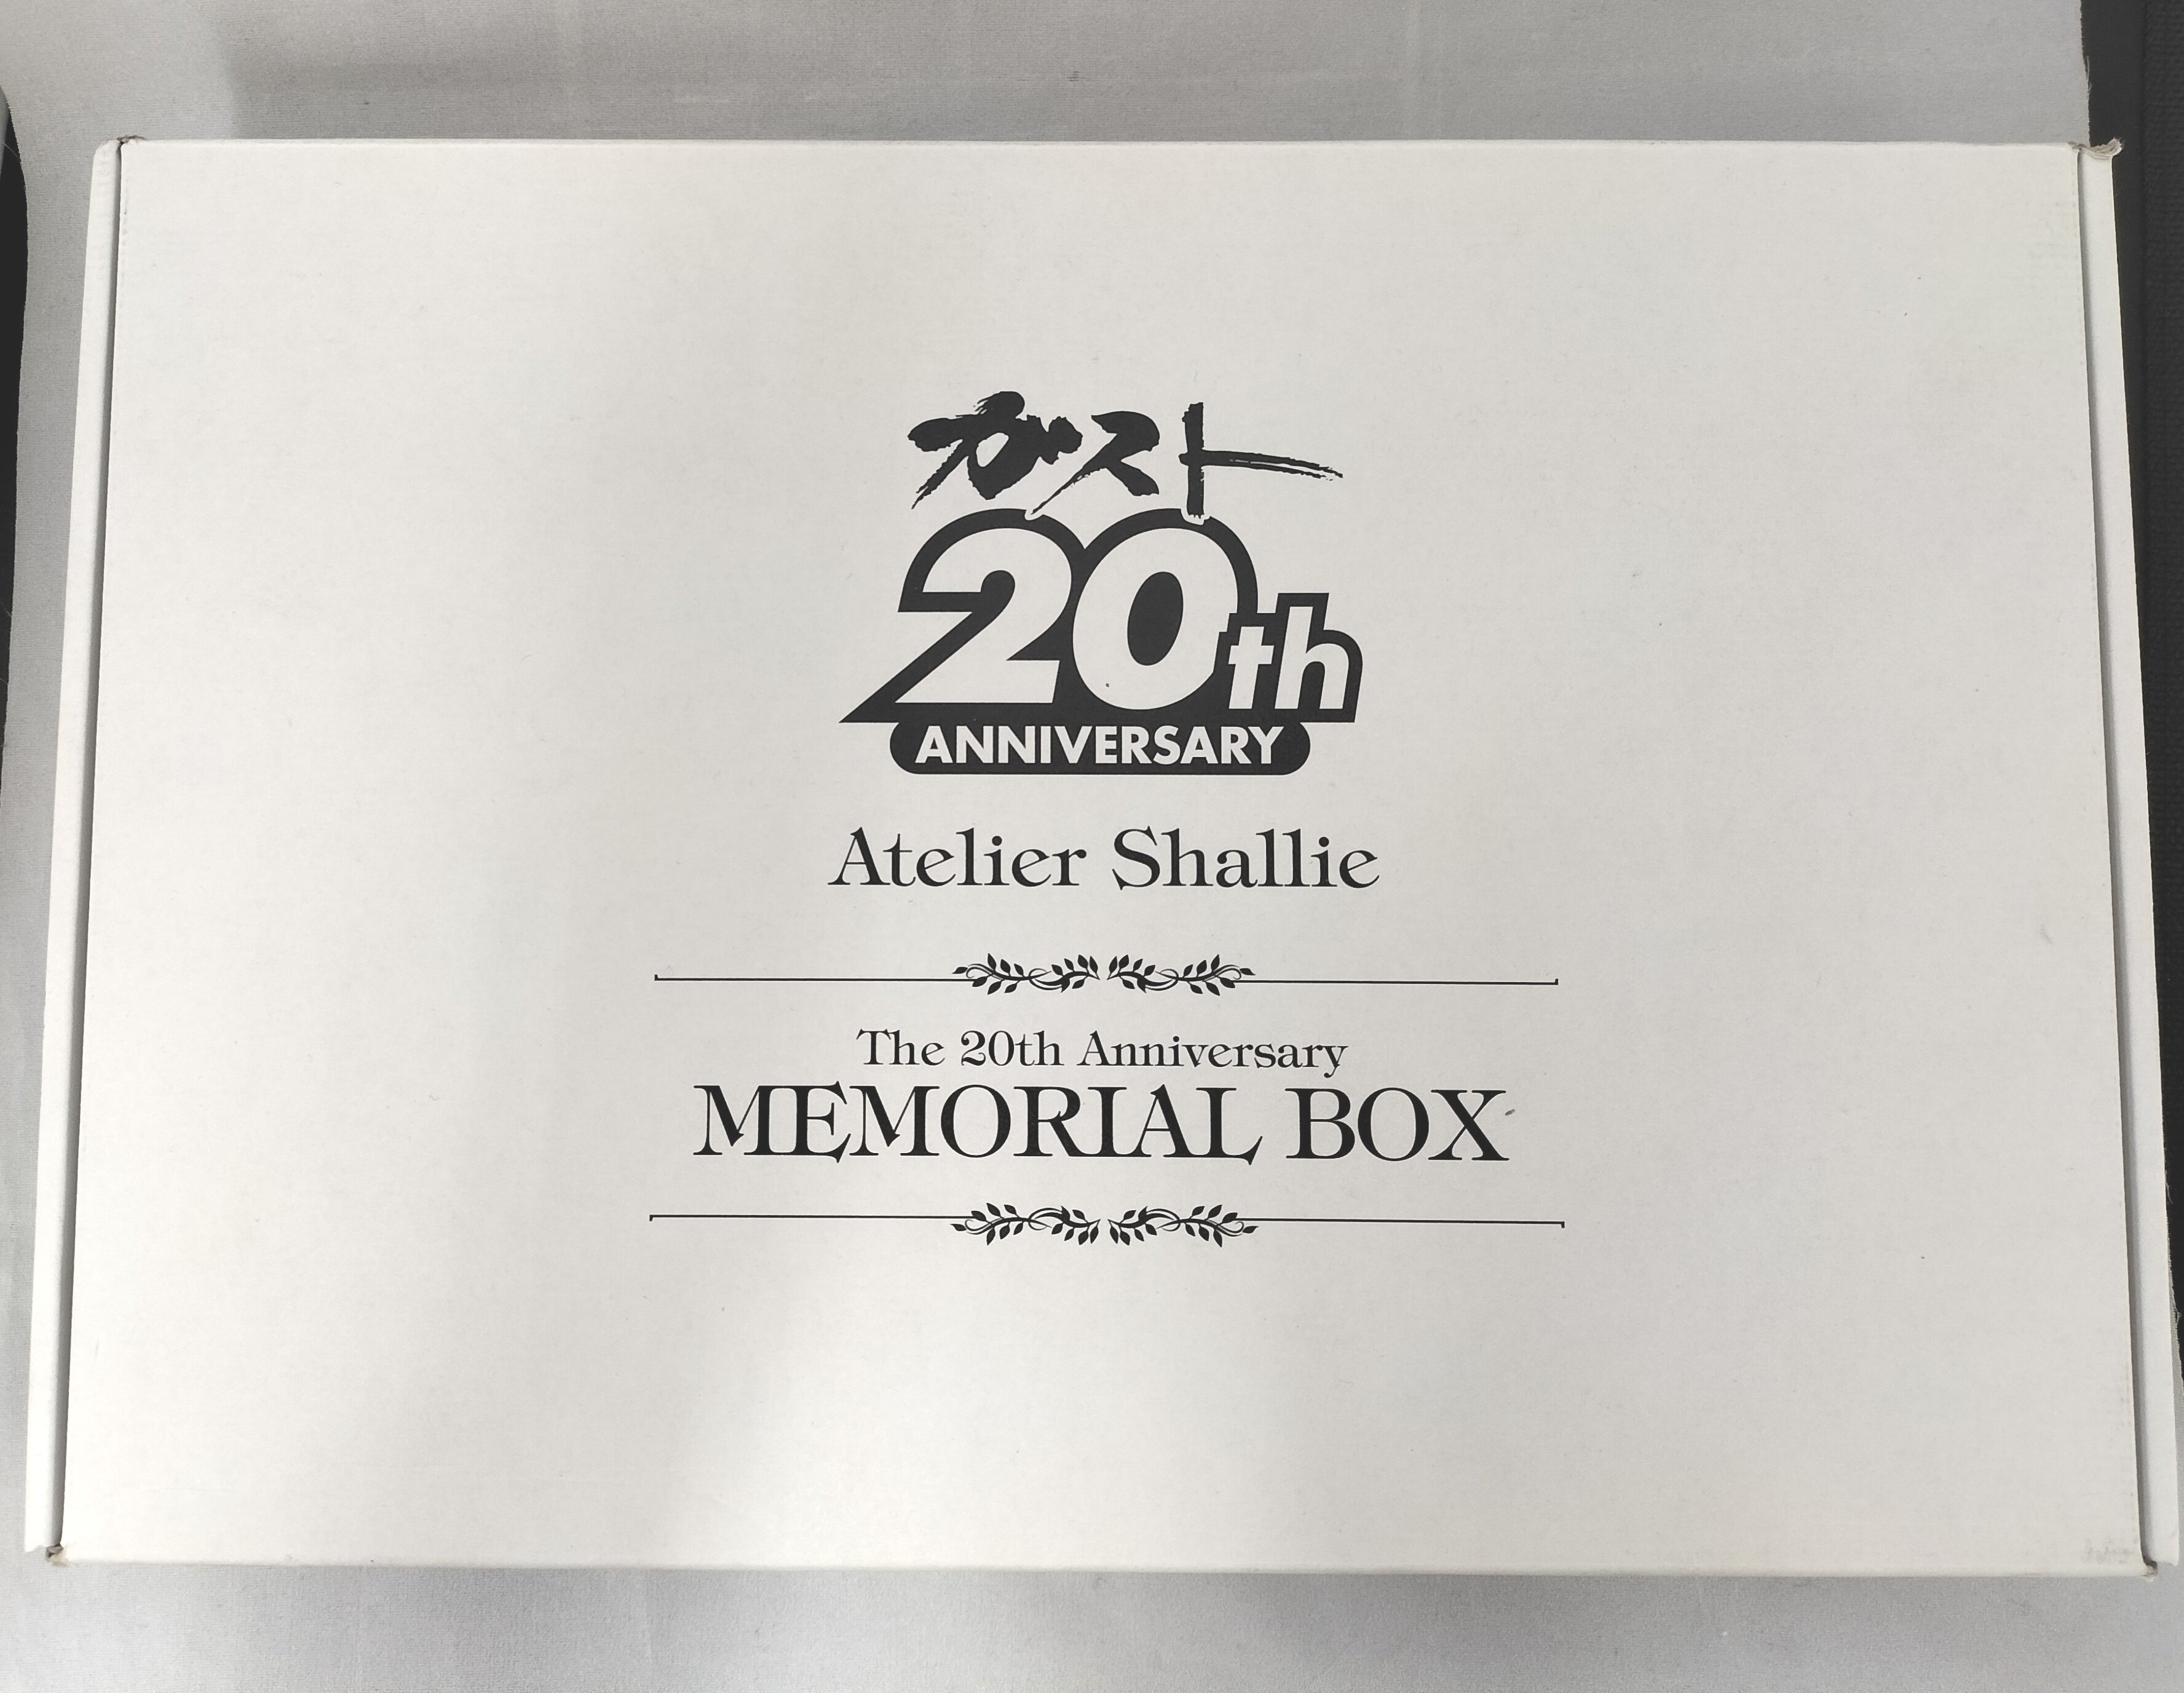 ガスト
20th
ANNIVERSARY
Atelier Shallie
The 20th Anniversary
MEMORIAL BOX